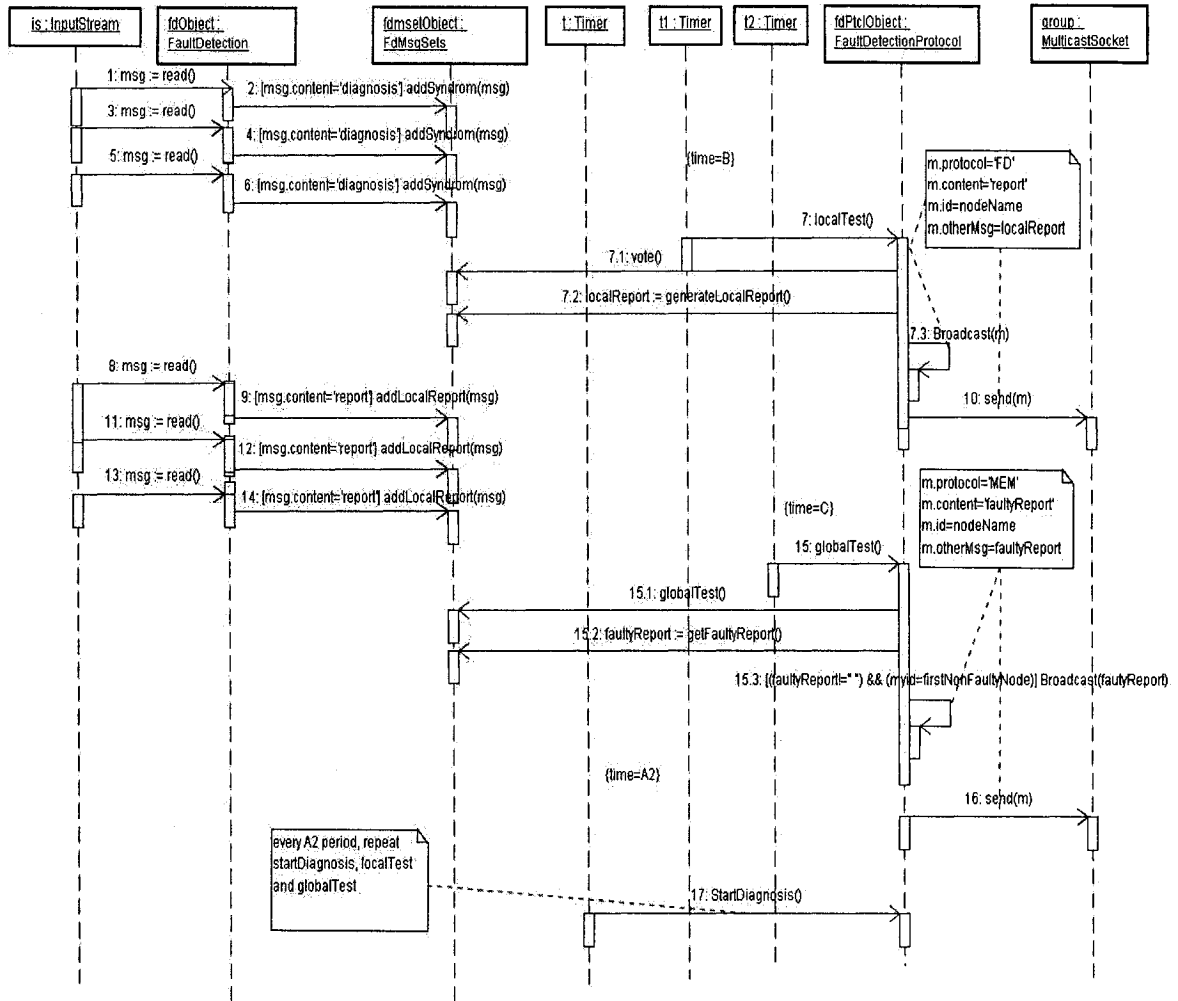 is : InputStream
fdObject :
FaultDetection
fdmselObject :
FdMsgSets
t : Timer
t1 : Timer
t2 : Timer
fdPtclObject :
FaultDetectionProtocol
group :
MulticastSocket
1: msg := read()
2: [msg.content='diagnosis'] addSyndrom(msg)
3: msg := read()
4: [msg.content='diagnosis'] addSyndrom(msg)
5: msg := read()
6: [msg.content='diagnosis'] addSyndrom(msg)
{time=B}
m.protocol='FD'
m.content='report'
m.id=nodeName
m.otherMsg=localReport
7: localTest()
7.1: vote()
7.2: localReport := generateLocalReport()
7.3: Broadcast(m)
8: msg := read()
9: [msg.content='report'] addLocalReport(msg)
10: send(m)
11: msg := read()
12: [msg.content='report'] addLocalReport(msg)
13: msg := read()
14: [msg.content='report'] addLocalReport(msg)
{time=C}
m.protocol='MEM'
m.content='faultyReport'
m.id=nodeName
m.otherMsg=faultyReport
15: globalTest()
15.1: globalTest()
15.2: faultyReport := getFaultyReport()
15.3: [(faultyReport!=" ") && (myid=firstNonFaultyNode)] Broadcast(fautyReport)
{time=A2}
16: send(m)
every A2 period, repeat
startDiagnosis, localTest
and globalTest
17: StartDiagnosis()